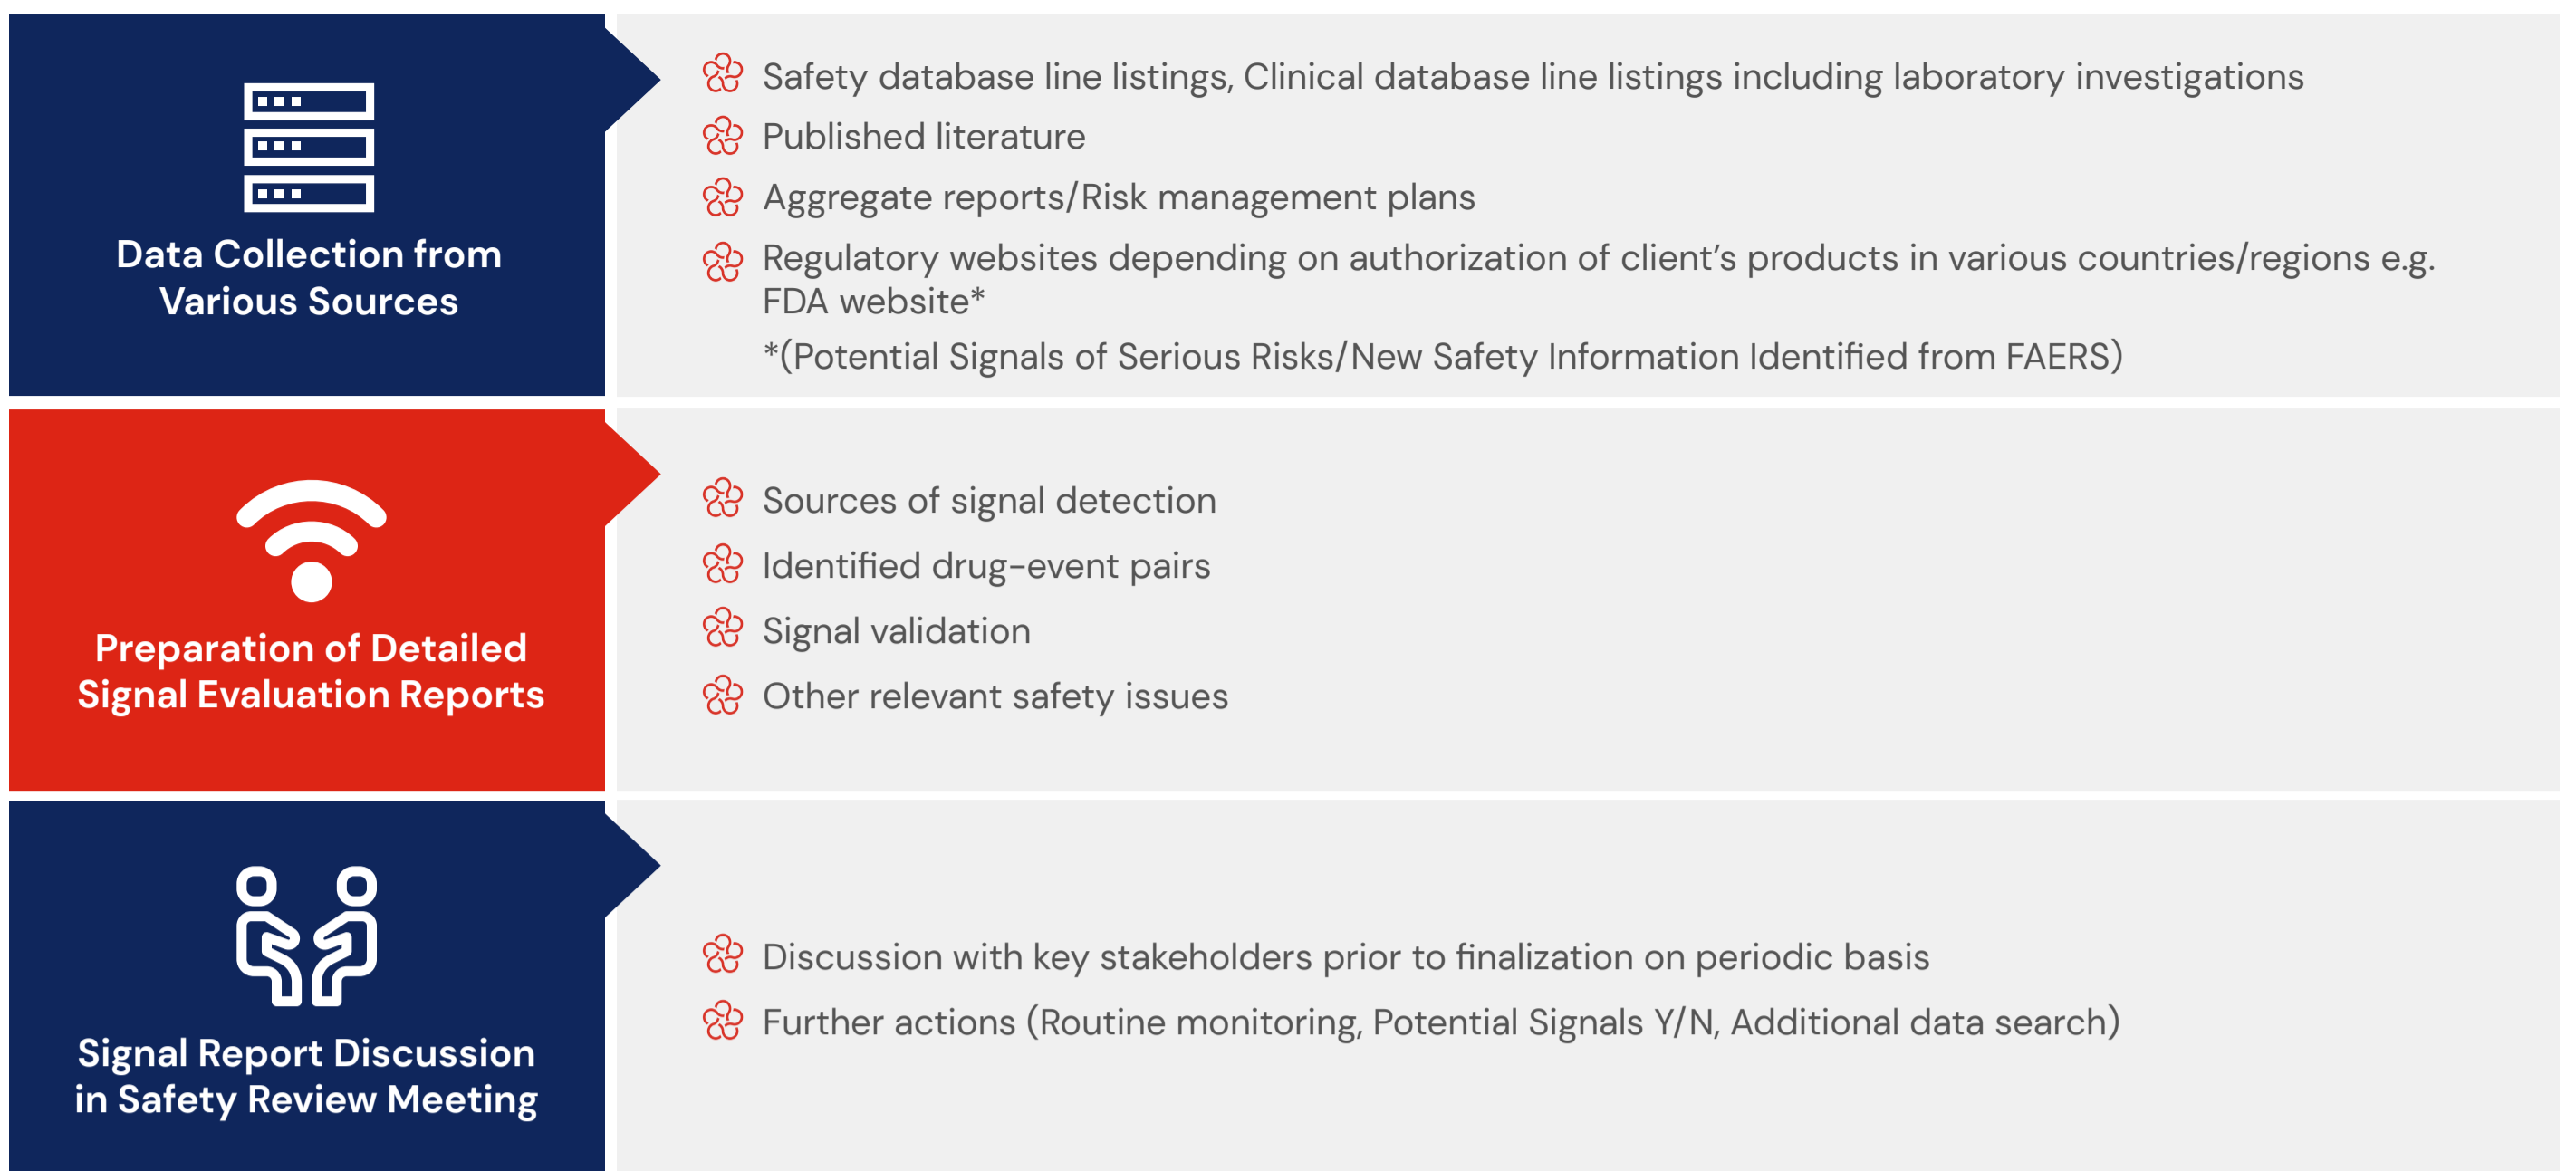 Data Collection from
Various Sources
Safety database line listings, Clinical database line listings including laboratory investigations
Published literature
Aggregate reports/Risk management plans
Regulatory websites depending on authorization of client’s products in various countries/regions e.g.
FDA website*
*(Potential Signals of Serious Risks/New Safety Information Identified from FAERS)
Preparation of Detailed
Signal Evaluation Reports
Sources of signal detection
Identified drug-event pairs
Signal validation
Other relevant safety issues
Signal Report Discussion
in Safety Review Meeting
Discussion with key stakeholders prior to finalization on periodic basis
Further actions (Routine monitoring, Potential Signals Y/N, Additional data search)